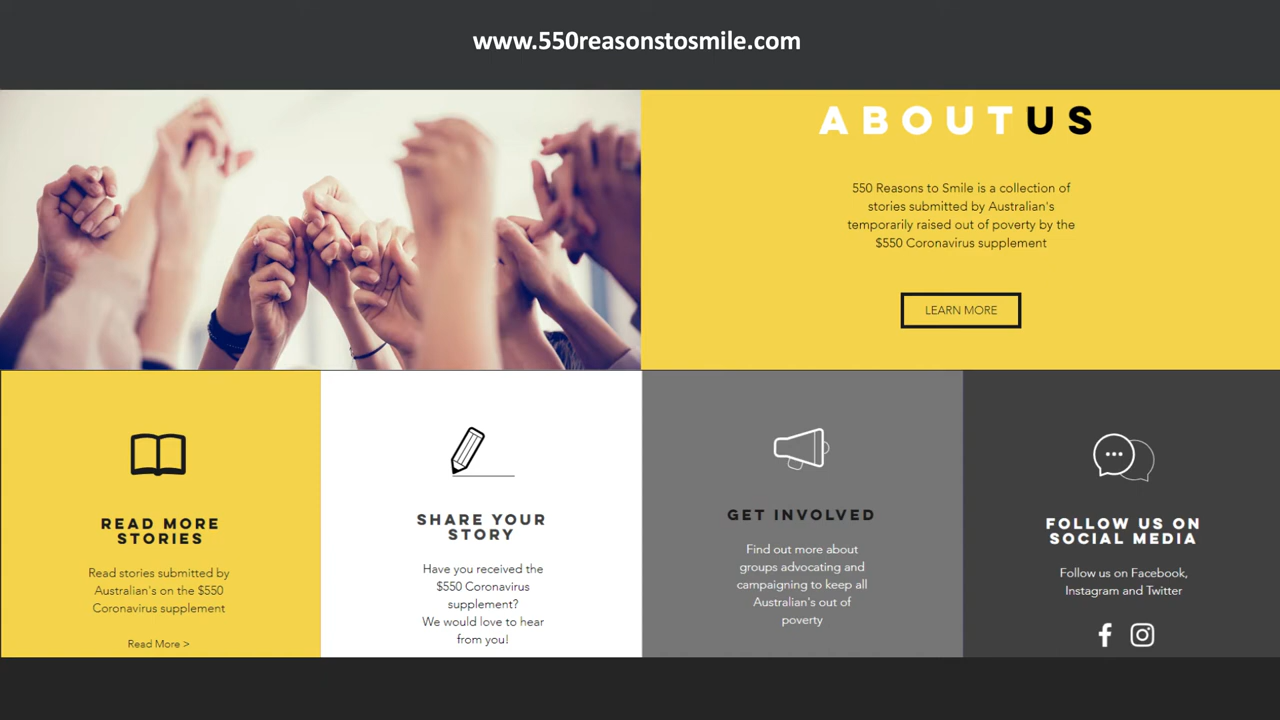 www.550reasonstosmile.com
ABOUTUS
550 Reasons to Smile is a collection of
stories submitted by Australian's
temporarily raised out of poverty by the
$550 Coronavirus supplement
LEARN MORE
READ MORE
STORIES
Read stories submitted by
Australian's on the $550
Coronavirus supplement
Read More >
SHARE YOUR
STORY
Have you received the
$550 Coronavirus
supplement?
We would love to hear
from you!
GET INVOLVED
Find out more about
groups advocating and
campaigning to keep all
Australian's out of
poverty
FOLLOW US ON
SOCIAL MEDIA
Follow us on Facebook,
Instagram and Twitter